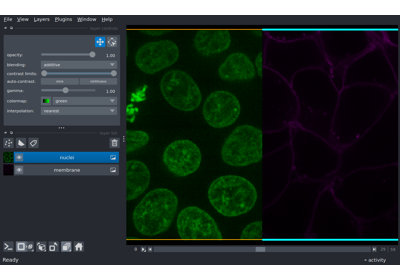 File View Layers Plugins Window Help
opacity: 1.00
blending: additive
contrast limits:
auto-contrast: once continuous
gamma: 1.00
colormap: green
interpolation: nearest
nuclei
membrane
Ready
activity